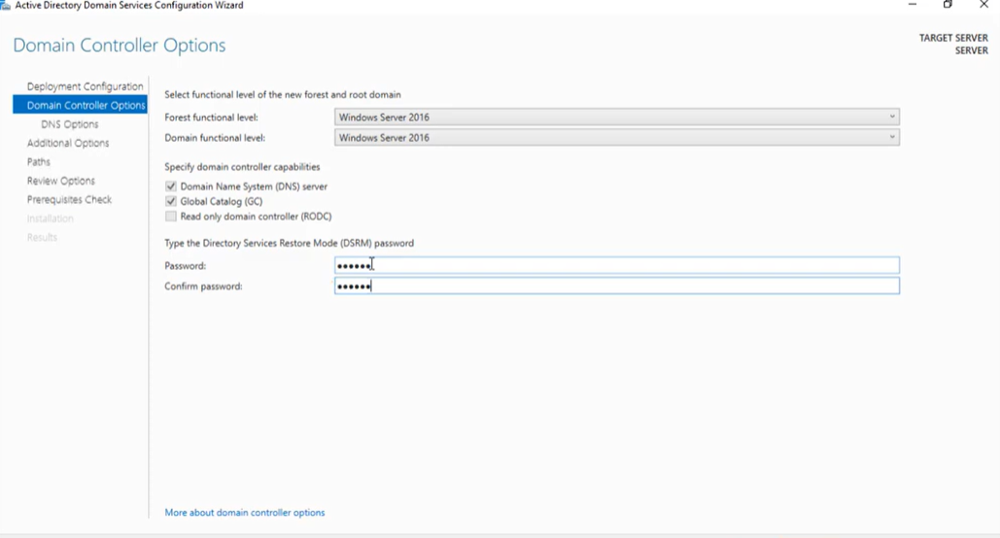 Active Directory Domain Services Configuration Wizard
Domain Controller Options
TARGET SERVER
SERVER
Deployment Configuration
Domain Controller Options
DNS Options
Additional Options
Paths
Review Options
Prerequisites Check
Installation
Results
Select functional level of the new forest and root domain
Forest functional level: Windows Server 2016
Domain functional level: Windows Server 2016
Specify domain controller capabilities
Domain Name System (DNS) server
Global Catalog (GC)
Read only domain controller (RODC)
Type the Directory Services Restore Mode (DSRM) password
Password: ••••••
Confirm password: ••••••
More about domain controller options